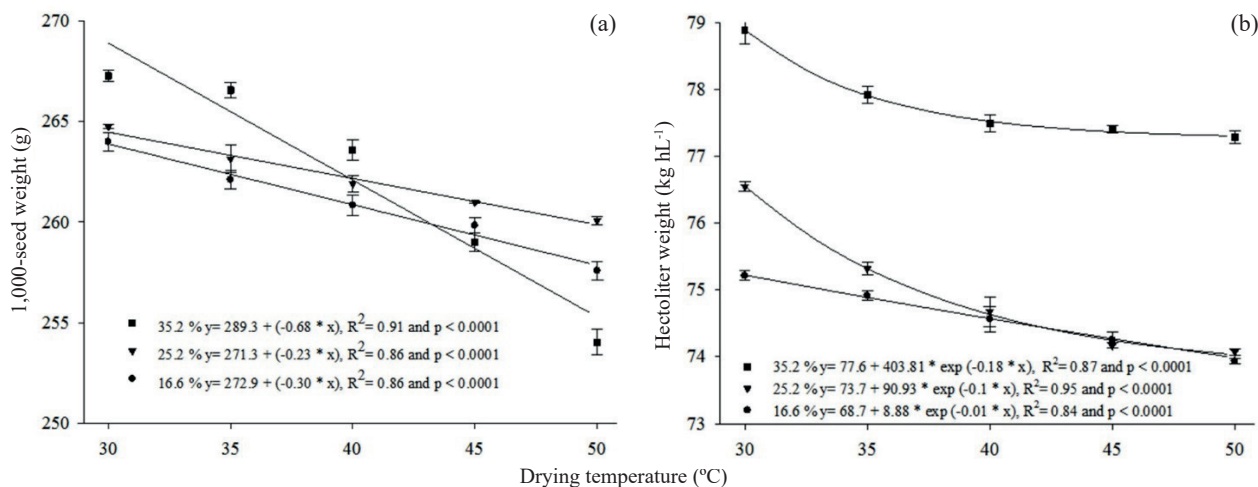 (a)
270
265
260
255
250
1,000-seed weight (g)
35.2 % y= 289.3 + (-0.68 * x), R² = 0.91 and p < 0.0001
25.2 % y= 271.3 + (-0.23 * x), R² = 0.86 and p < 0.0001
16.6 % y= 272.9 + (-0.30 * x), R² = 0.86 and p < 0.0001
30 35 40 45 50
(b)
79
78
77
76
75
74
73
Hectoliter weight (kg hL⁻¹)
35.2 % y= 77.6 + 403.81 * exp (-0.18 * x), R² = 0.87 and p < 0.0001
25.2 % y= 73.7 + 90.93 * exp (-0.1 * x), R² = 0.95 and p < 0.0001
16.6 % y= 68.7 + 8.88 * exp (-0.01 * x), R² = 0.84 and p < 0.0001
30 35 40 45 50
Drying temperature (ºC)